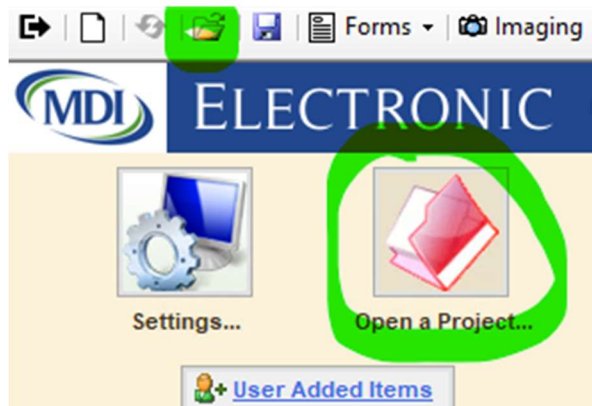 Forms Imaging
MDI ELECTRONIC
Settings... Open a Project...
User Added Items